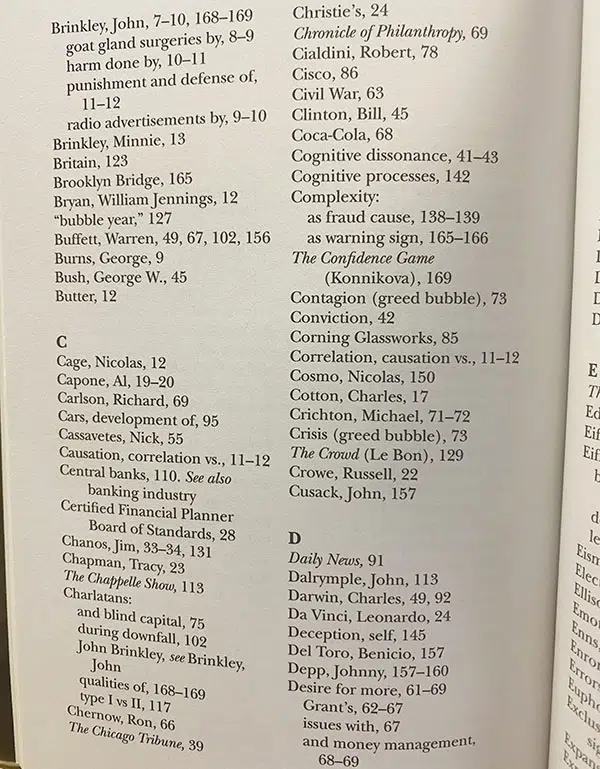 Brinkley, John, 7–10, 168–169
goat gland surgeries by, 8–9
harm done by, 10–11
punishment and defense of,
11–12
radio advertisements by, 9–10
Brinkley, Minnie, 13
Britain, 123
Brooklyn Bridge, 165
Bryan, William Jennings, 12
“bubble year,” 127
Buffett, Warren, 49, 67, 102, 156
Burns, George, 9
Bush, George W., 45
Butter, 12
C
Cage, Nicolas, 12
Capone, Al, 19–20
Carlson, Richard, 69
Cars, development of, 95
Cassavetes, Nick, 55
Causation, correlation vs., 11–12
Central banks, 110. See also
banking industry
Certified Financial Planner
Board of Standards, 28
Chanos, Jim, 33–34, 131
Chapman, Tracy, 23
The Chappelle Show, 113
Charlatans:
and blind capital, 75
during downfall, 102
John Brinkley, see Brinkley,
John
qualities of, 168–169
type I vs II, 117
Chernow, Ron, 66
The Chicago Tribune, 39
Christie’s, 24
Chronicle of Philanthropy, 69
Cialdini, Robert, 78
Cisco, 86
Civil War, 63
Clinton, Bill, 45
Coca-Cola, 68
Cognitive dissonance, 41–43
Cognitive processes, 142
Complexity:
as fraud cause, 138–139
as warning sign, 165–166
The Confidence Game
(Konnikova), 169
Contagion (greed bubble), 73
Conviction, 42
Corning Glassworks, 85
Correlation, causation vs., 11–12
Cosmo, Nicolas, 150
Cotton, Charles, 17
Crichton, Michael, 71–72
Crisis (greed bubble), 73
The Crowd (Le Bon), 129
Crowe, Russell, 22
Cusack, John, 157
D
Daily News, 91
Dalrymple, John, 113
Darwin, Charles, 49, 92
Da Vinci, Leonardo, 24
Deception, self, 145
Del Toro, Benicio, 157
Depp, Johnny, 157–160
Desire for more, 61–69
Grant’s, 62–67
issues with, 67
and money management,
68–69
E